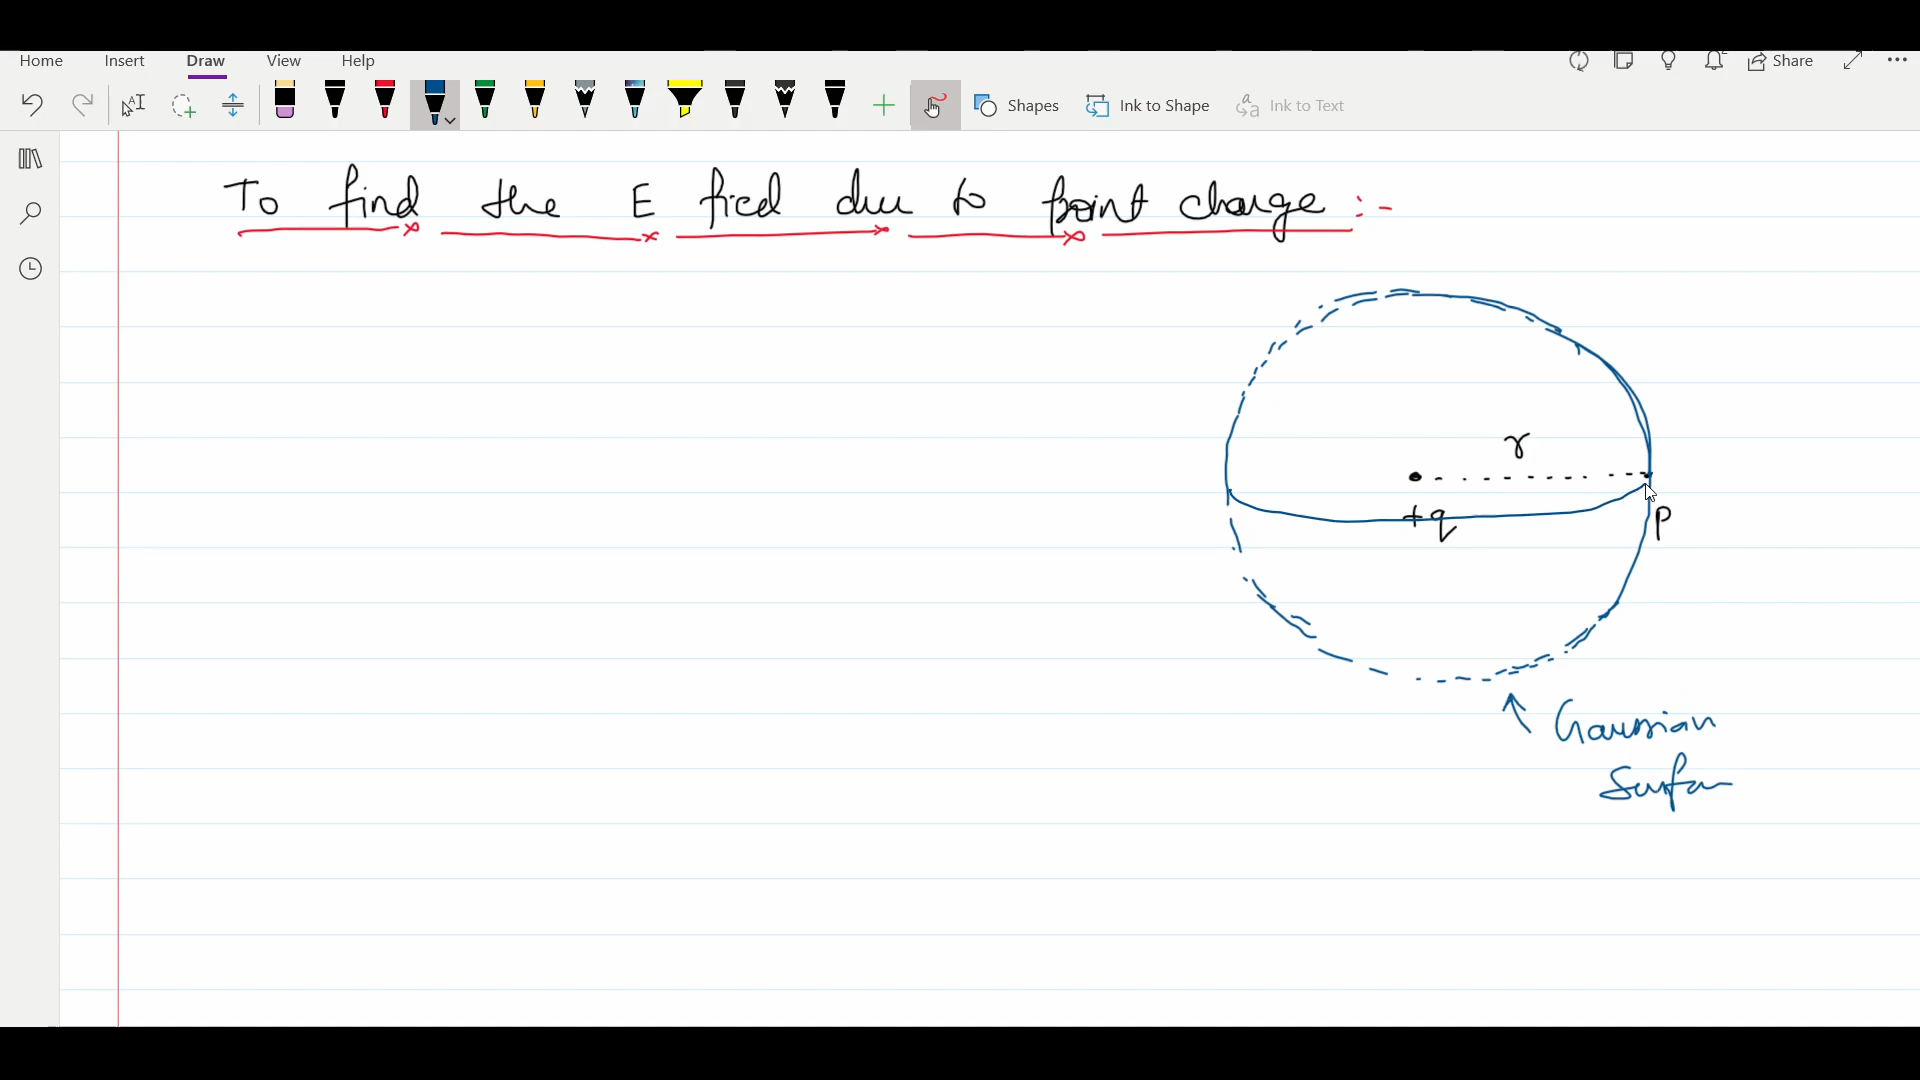 Home Insert Draw View Help
Share
Shapes Ink to Shape Ink to Text
To find the E field due to point charge :-
r
+q
P
Gaussian
Surfa